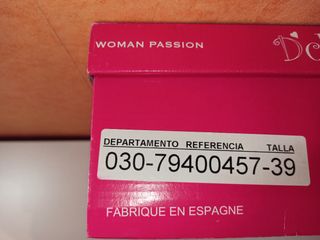 WOMAN PASSION
DEPARTAMENTO REFERENCIA TALLA
030-79400457-39
FABRIQUE EN ESPAGNE